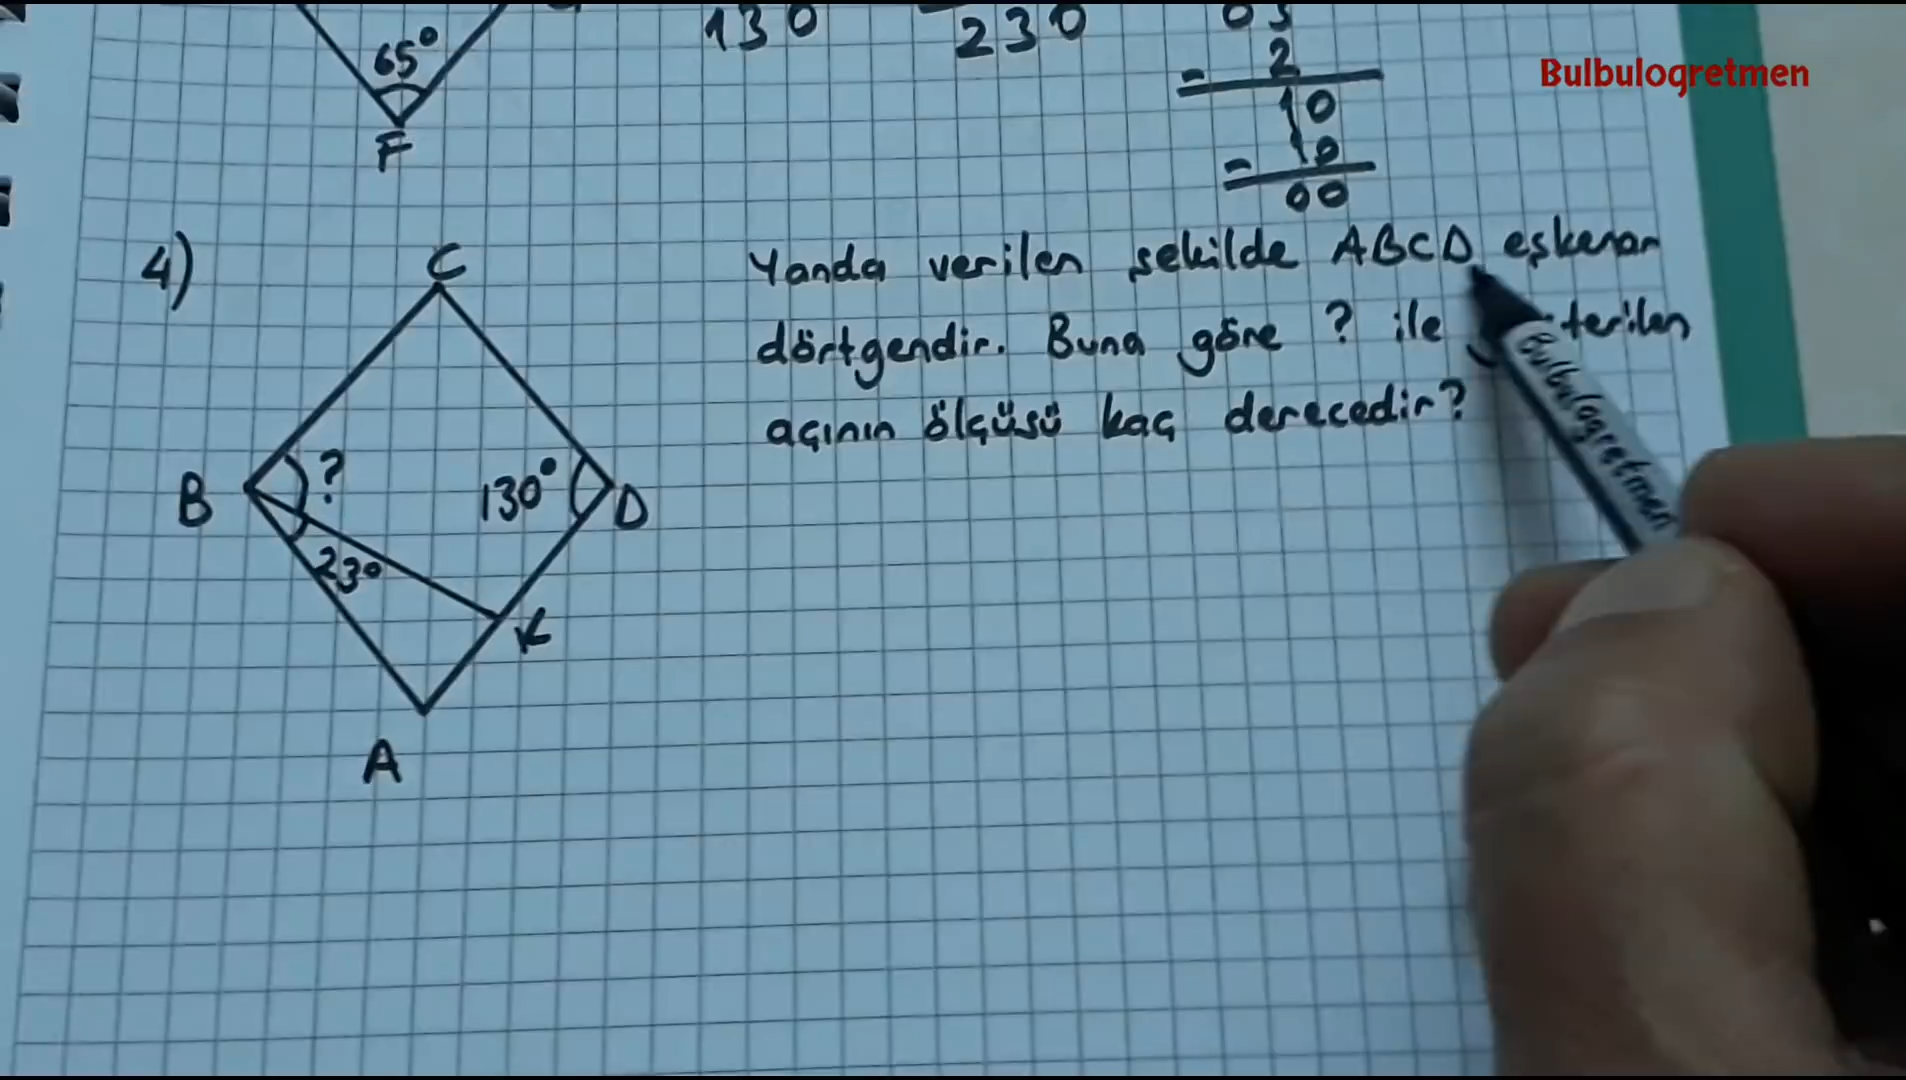 65°
F
130
230
2
- 10
- 10
00
Bulbulogretmen
4)
C
B
?
23°
130°
D
K
A
Yanda verilen şekilde ABCD eşkenar
dörtgendir. Buna göre ? ile
açının ölçüsü kaç derecedir?
Bulbulogretmen